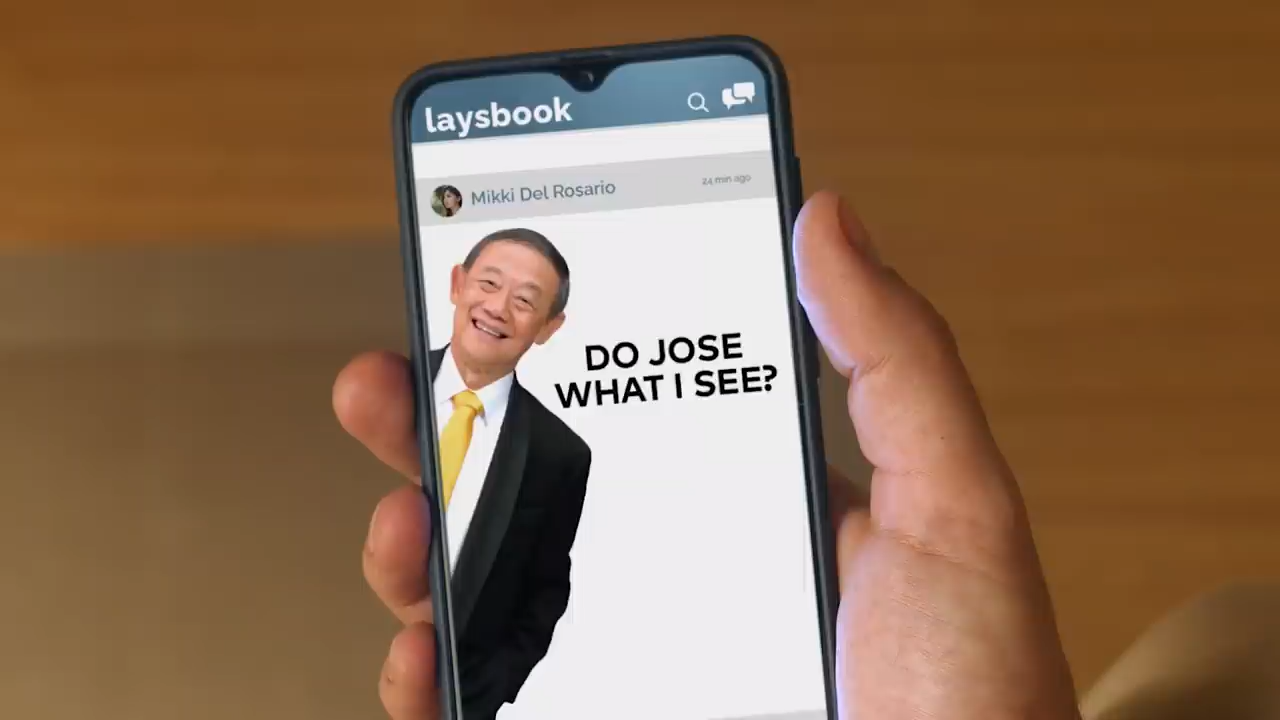 laysbook
Mikki Del Rosario
24 min ago
DO JOSE
WHAT I SEE?